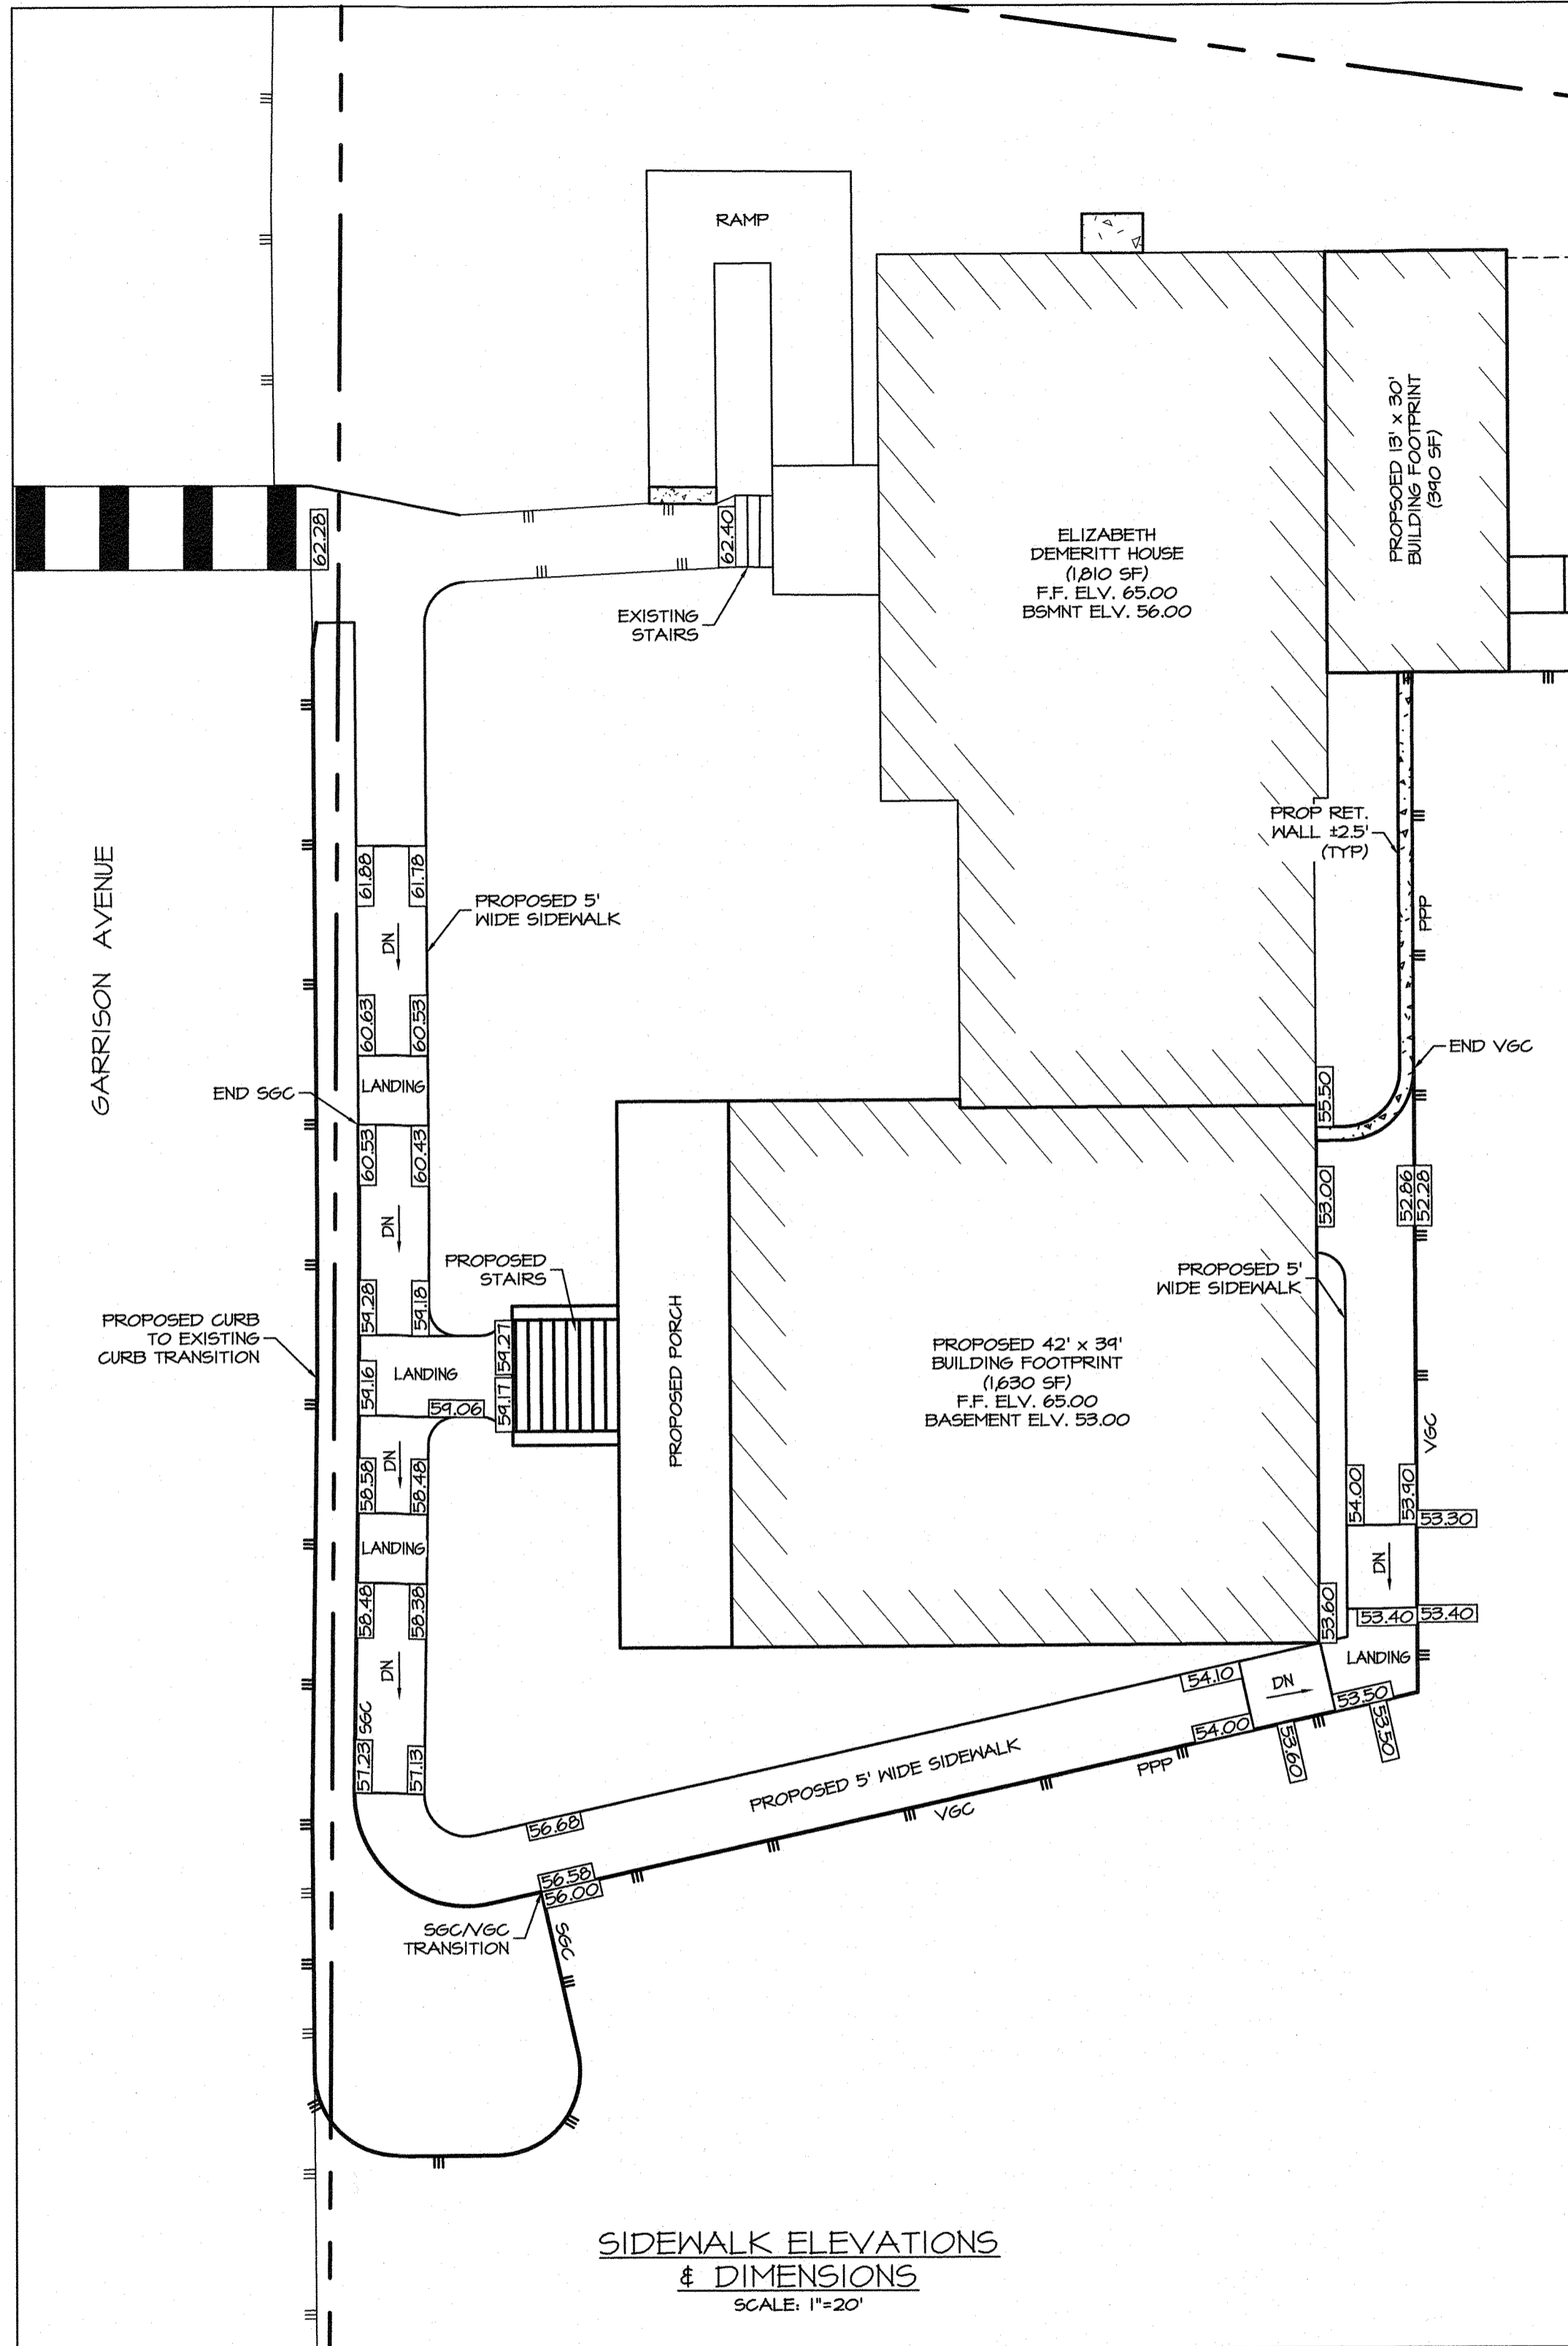 RAMP
PROPSOED 13' x 30'
BUILDING FOOTPRINT
(390 SF)
62.28
62.40
ELIZABETH
DEMERITT HOUSE
(1,810 SF)
F.F. ELV. 65.00
BSMNT ELV. 56.00
EXISTING
STAIRS
PROP RET.
WALL ±2.5'
(TYP)
GARRISON AVENUE
61.88
61.78
PROPOSED 5'
WIDE SIDEWALK
PPP
DN
60.63
60.53
END VGC
END SGC
LANDING
55.50
60.53
60.43
53.00
52.86
52.28
DN
PROPOSED
STAIRS
PROPOSED 5'
WIDE SIDEWALK
59.28
59.18
PROPOSED CURB
TO EXISTING
CURB TRANSITION
59.27
59.16
LANDING
59.06
59.17
PROPOSED PORCH
PROPOSED 42' x 39'
BUILDING FOOTPRINT
(1,630 SF)
F.F. ELV. 65.00
BASEMENT ELV. 53.00
VGC
DN
58.58
58.48
54.00
53.90
53.30
LANDING
DN
58.48
58.38
53.60
53.40
53.40
LANDING
DN
SGC
54.10
DN
53.50
53.50
54.00
53.60
57.23
57.13
PROPOSED 5' WIDE SIDEWALK
PPP
VGC
56.68
56.58
56.00
SGC/VGC
TRANSITION
SGC
SIDEWALK ELEVATIONS
& DIMENSIONS
SCALE: 1"=20'